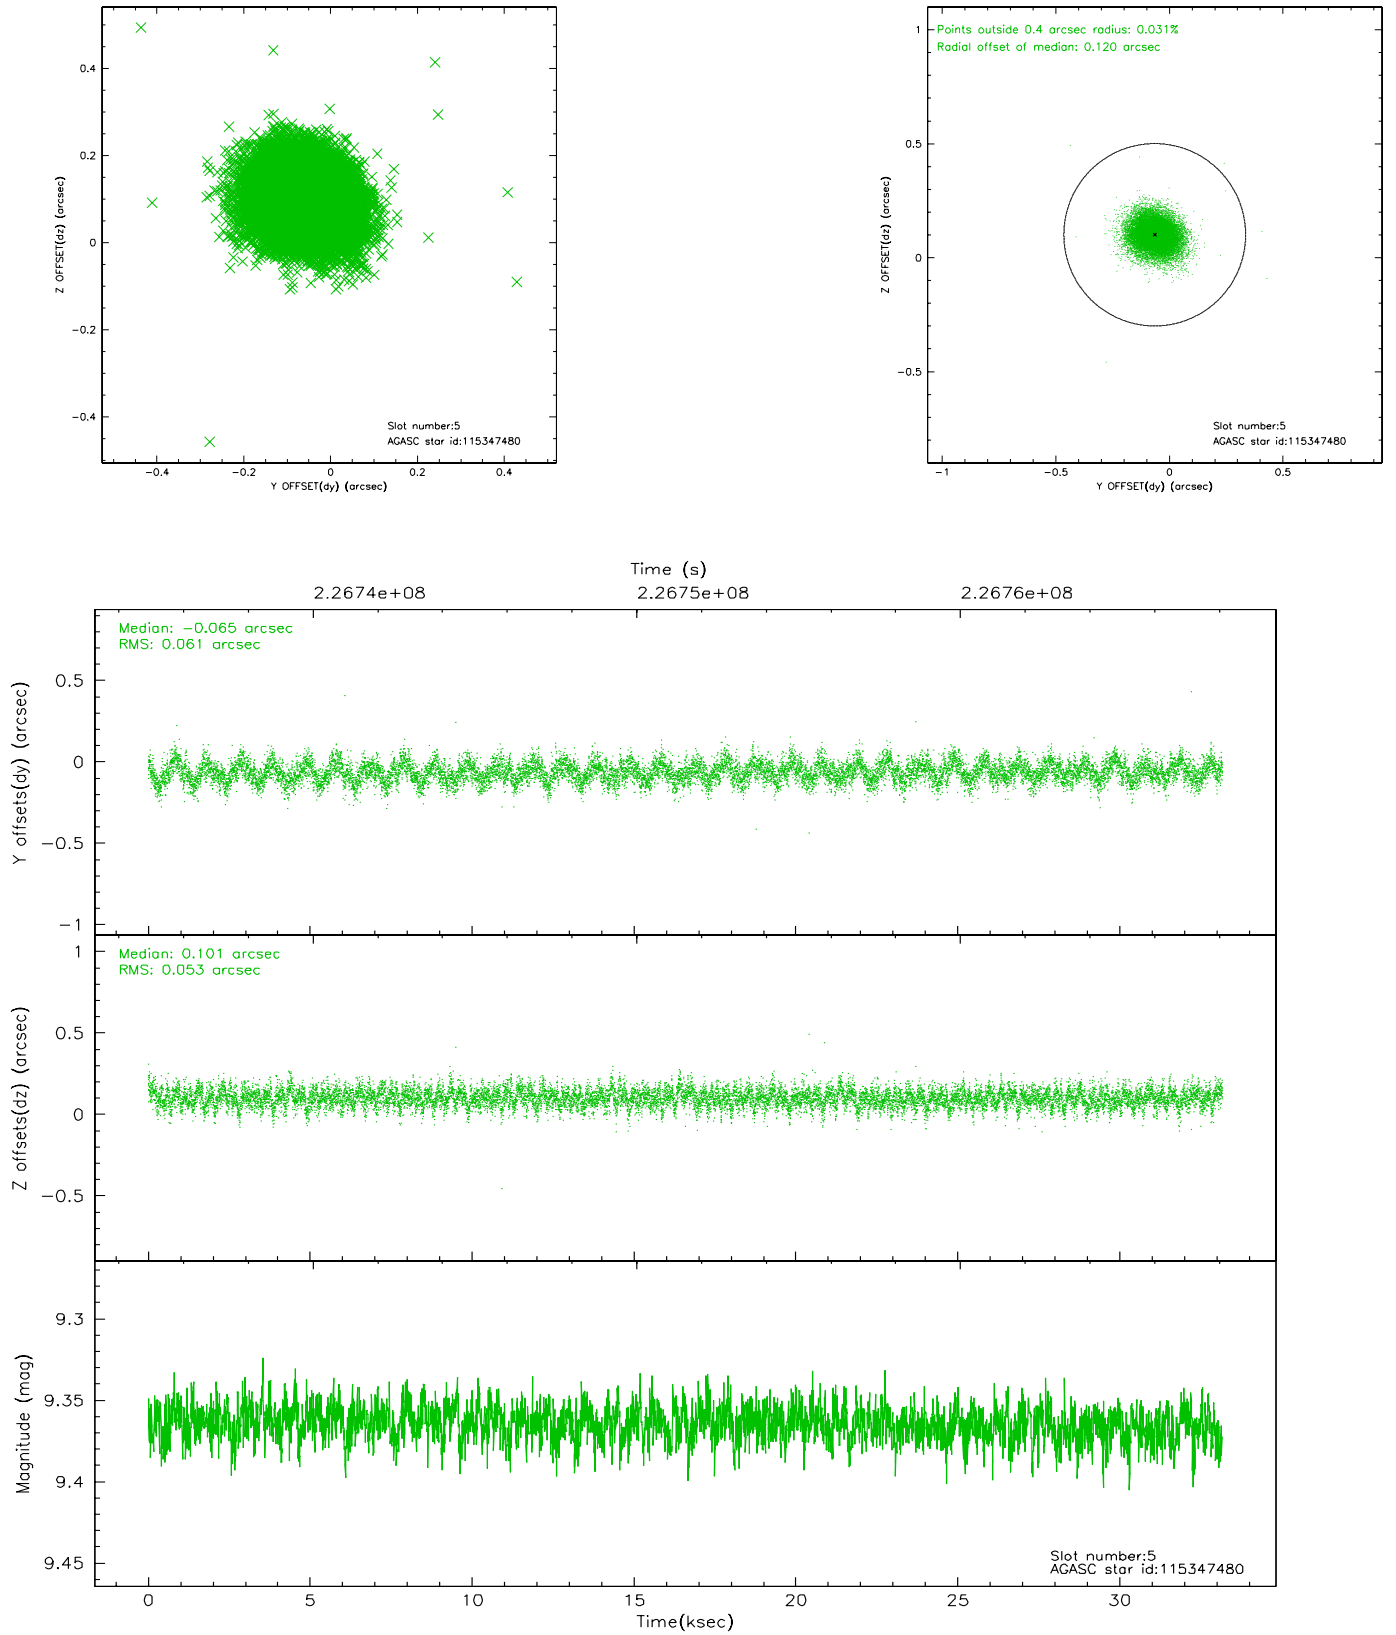 0.4
0.2
0
−0.2
−0.4
Z OFFSET(dz) (arcsec)
Slot number:5
AGASC star id:115347480
−0.4 −0.2 0 0.2 0.4
Y OFFSET(dy) (arcsec)
Points outside 0.4 arcsec radius: 0.031%
Radial offset of median: 0.120 arcsec
1
0.5
0
−0.5
Z OFFSET(dz) (arcsec)
Slot number:5
AGASC star id:115347480
−1 −0.5 0 0.5
Y OFFSET(dy) (arcsec)
Time (s)
2.2674e+08 2.2675e+08 2.2676e+08
Median: −0.065 arcsec
RMS: 0.061 arcsec
0.5
0
−0.5
−1
Y offsets(dy) (arcsec)
Median: 0.101 arcsec
RMS: 0.053 arcsec
1
0.5
0
−0.5
Z offsets(dz) (arcsec)
9.3
9.35
9.4
9.45
Magnitude (mag)
Slot number:5
AGASC star id:115347480
0 5 10 15 20 25 30
Time(ksec)